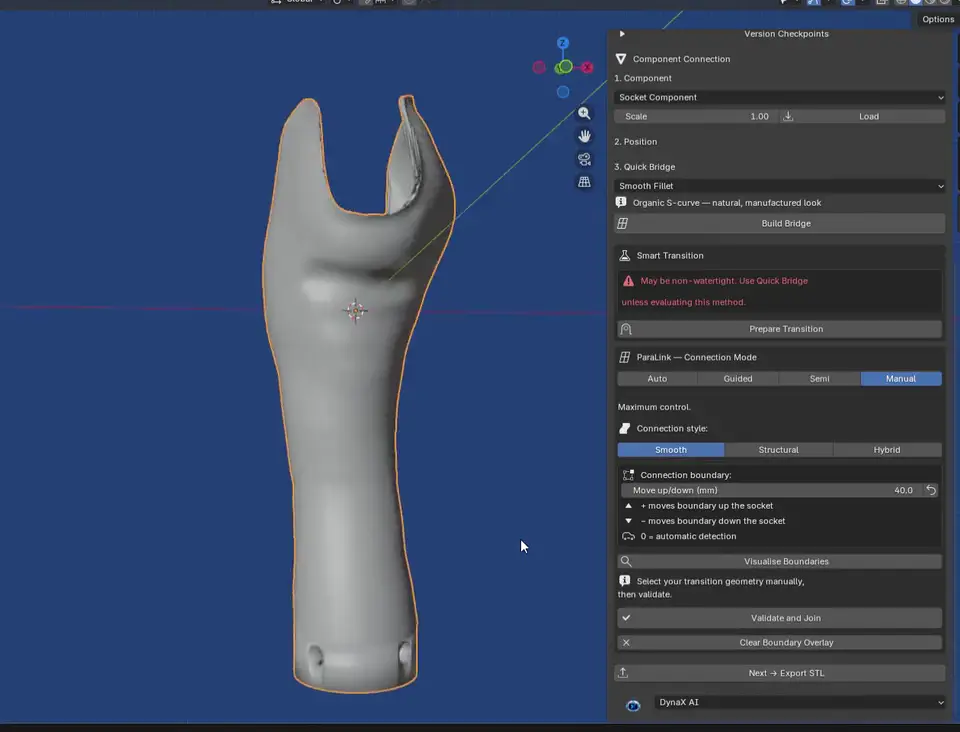 Global
Options
Z
X
Version Checkpoints
Component Connection
1. Component
Socket Component
Scale 1.00 Load
2. Position
3. Quick Bridge
Smooth Fillet
Organic S-curve — natural, manufactured look
Build Bridge
Smart Transition
May be non-watertight. Use Quick Bridge
unless evaluating this method.
Prepare Transition
ParaLink — Connection Mode
Auto Guided Semi Manual
Maximum control.
Connection style:
Smooth Structural Hybrid
Connection boundary:
Move up/down (mm) 40.0
+ moves boundary up the socket
− moves boundary down the socket
0 = automatic detection
Visualise Boundaries
Select your transition geometry manually,
then validate.
Validate and Join
Clear Boundary Overlay
Next → Export STL
DynaX AI